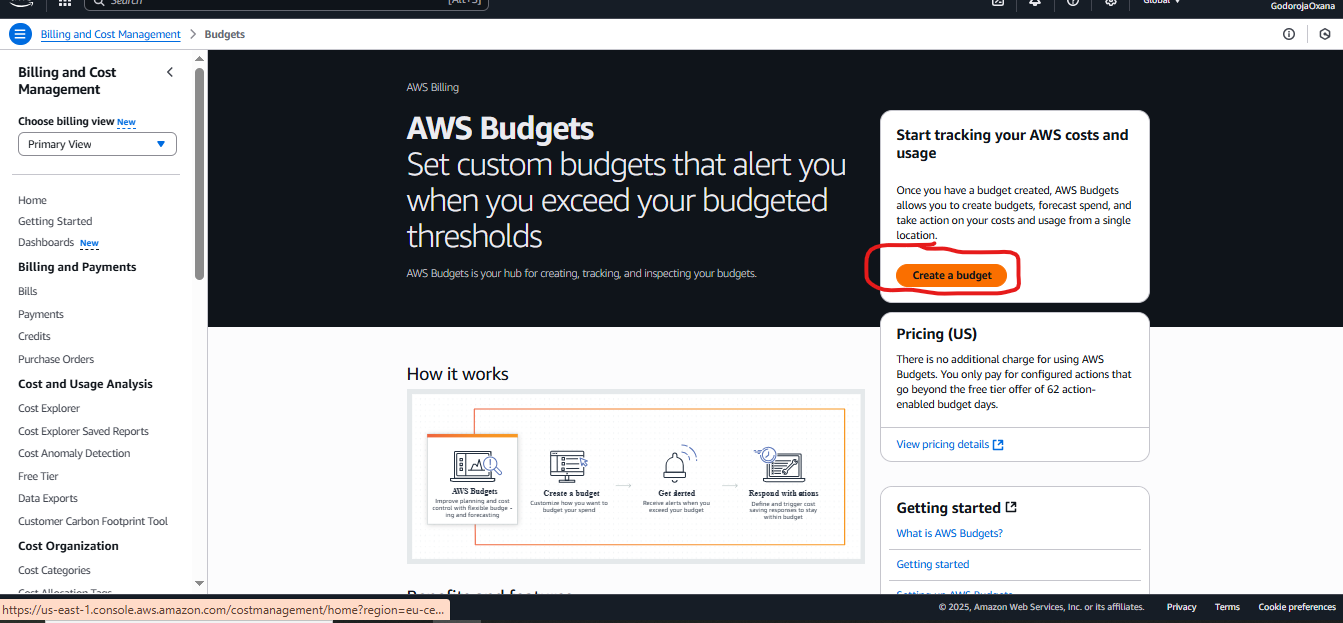 Search
[Alt+S]
Global
GodorojaOxana
Billing and Cost Management
Budgets
Billing and Cost
Management
Choose billing view New
Primary View
Home
Getting Started
Dashboards New
Billing and Payments
Bills
Payments
Credits
Purchase Orders
Cost and Usage Analysis
Cost Explorer
Cost Explorer Saved Reports
Cost Anomaly Detection
Free Tier
Data Exports
Customer Carbon Footprint Tool
Cost Organization
Cost Categories
Cost Allocation Tags
AWS Billing
AWS Budgets
Set custom budgets that alert you
when you exceed your budgeted
thresholds
AWS Budgets is your hub for creating, tracking, and inspecting your budgets.
Start tracking your AWS costs and
usage
Once you have a budget created, AWS Budgets
allows you to create budgets, forecast spend, and
take action on your costs and usage from a single
location.
Create a budget
Pricing (US)
There is no additional charge for using AWS
Budgets. You only pay for configured actions that
go beyond the free tier offer of 62 action-
enabled budget days.
View pricing details
How it works
AWS Budgets
Improve planning and cost
control with flexible budge -
ing and forecasting
Create a budget
Customize how you want to
budget your spend
Get alerted
Receive alerts when you
exceed your budget
Respond with actions
Define and trigger cost
saving responses to stay
within budget
Getting started
What is AWS Budgets?
Getting started
Setting up AWS Budgets
Benefits and features
https://us-east-1.console.aws.amazon.com/costmanagement/home?region=eu-ce...
© 2025, Amazon Web Services, Inc. or its affiliates.
Privacy
Terms
Cookie preferences